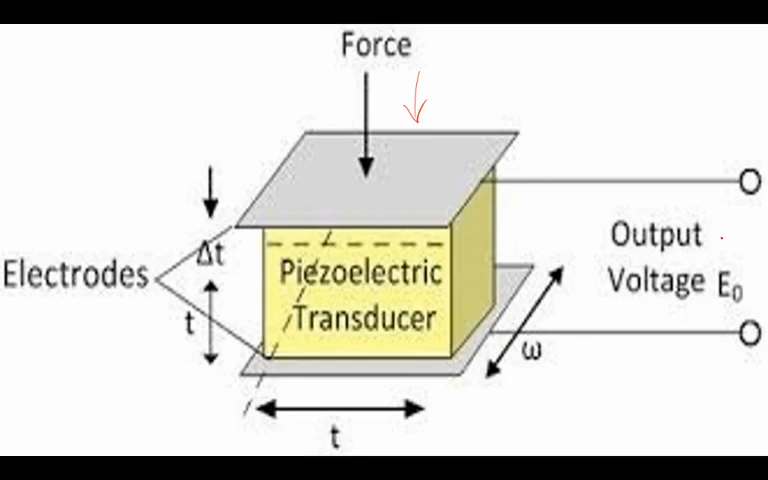 Force
Δt
Electrodes
t
Piezoelectric
Transducer
Output
Voltage E₀
ω
t